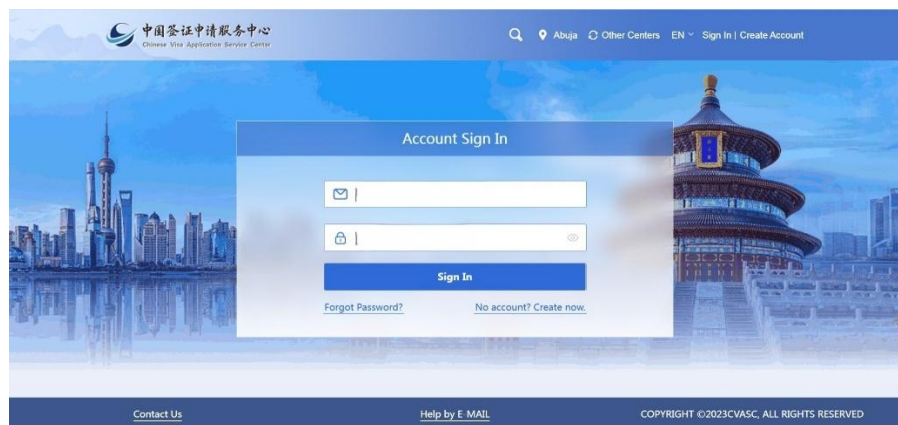 中国签证申请服务中心
Chinese Visa Application Service Center
Abuja Other Centers EN Sign In | Create Account
Account Sign In
Sign In
Forgot Password? No account? Create now.
Contact Us Help by E-MAIL COPYRIGHT ©2023CVASC, ALL RIGHTS RESERVED